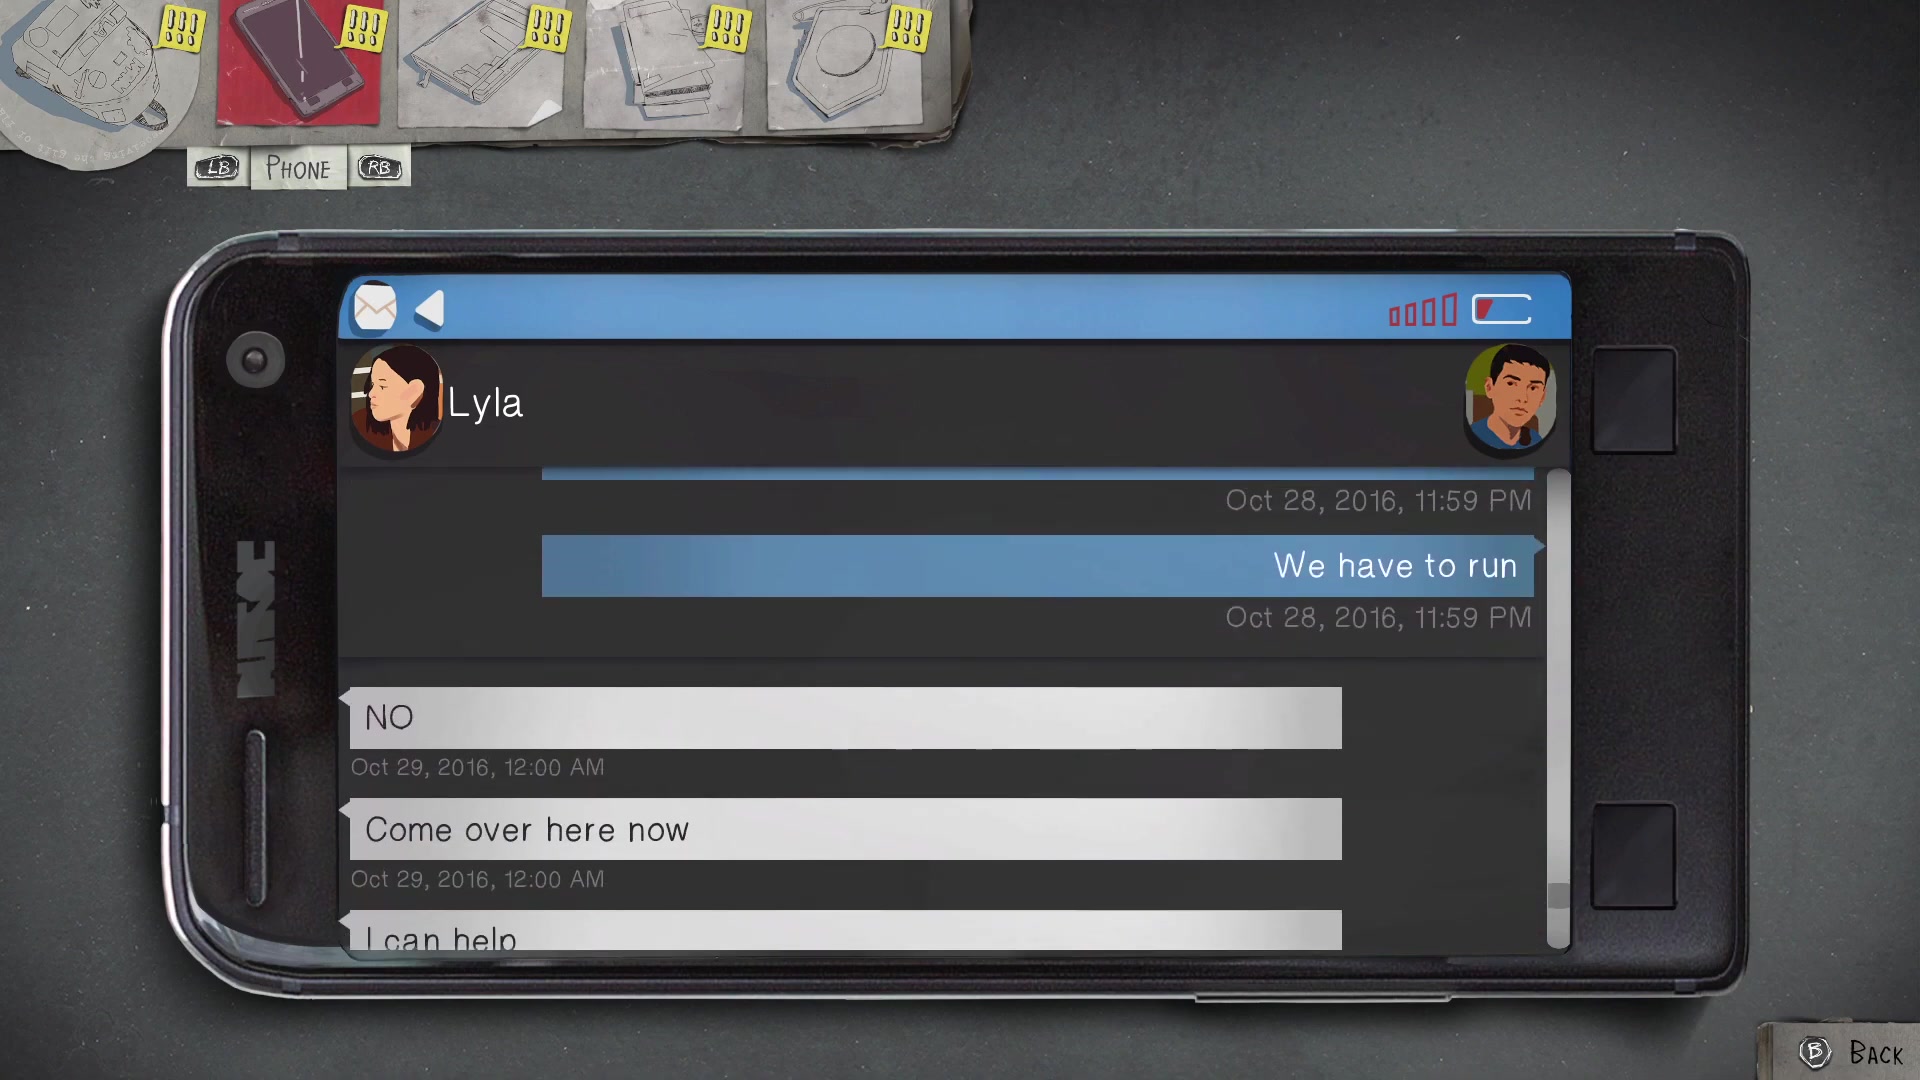 !!!
!!!
!!!
!!!
!!!
LB PHONE RB
Lyla
Oct 28, 2016, 11:59 PM
We have to run
Oct 28, 2016, 11:59 PM
NO
Oct 29, 2016, 12:00 AM
Come over here now
Oct 29, 2016, 12:00 AM
I can help
B BACK